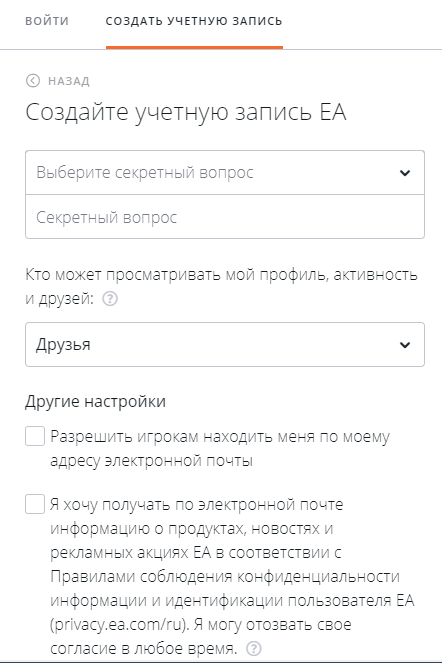 ВОЙТИ
СОЗДАТЬ УЧЕТНУЮ ЗАПИСЬ
НАЗАД
Создайте учетную запись EA
Выберите секретный вопрос
Секретный вопрос
Кто может просматривать мой профиль, активность
и друзей: ?
Друзья
Другие настройки
Разрешить игрокам находить меня по моему
адресу электронной почты
Я хочу получать по электронной почте
информацию о продуктах, новостях и
рекламных акциях EA в соответствии с
Правилами соблюдения конфиденциальности
информации и идентификации пользователя EA
(privacy.ea.com/ru). Я могу отозвать свое
согласие в любое время. ?